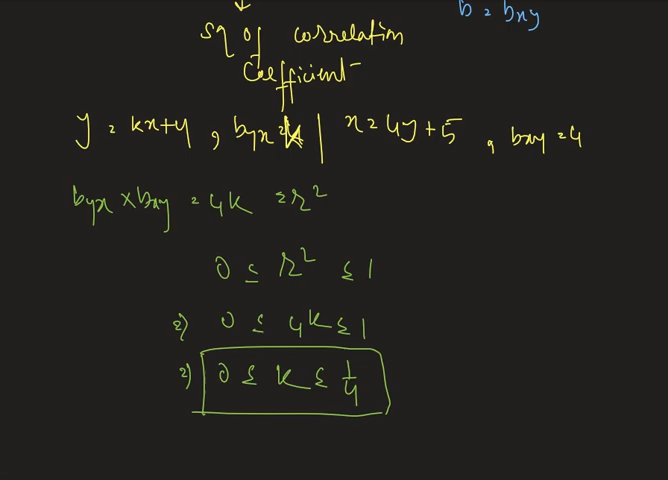 b = bxy
sq of correlation
coefficient
y = kx+4 , byx = k | x = 4y+5 , bxy = 4
byx × bxy = 4k = r²
0 ≤ r² ≤ 1
⇒ 0 ≤ 4k ≤ 1
⇒ 0 ≤ k ≤ 1/4